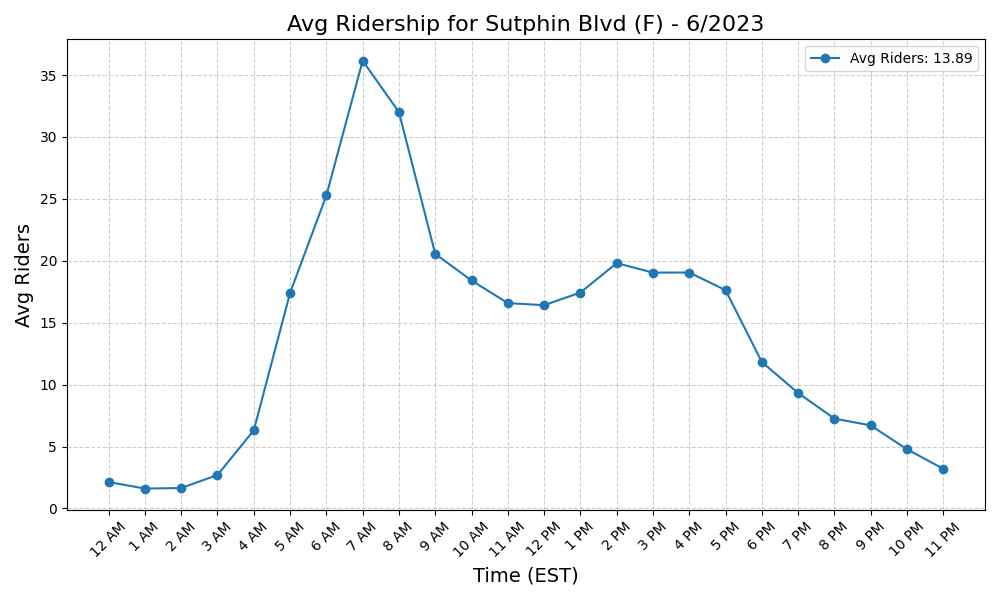 Avg Ridership for Sutphin Blvd (F) - 6/2023
Avg Riders: 13.89
Avg Riders
35
30
25
20
15
10
5
0
12 AM
1 AM
2 AM
3 AM
4 AM
5 AM
6 AM
7 AM
8 AM
9 AM
10 AM
11 AM
12 PM
1 PM
2 PM
3 PM
4 PM
5 PM
6 PM
7 PM
8 PM
9 PM
10 PM
11 PM
Time (EST)